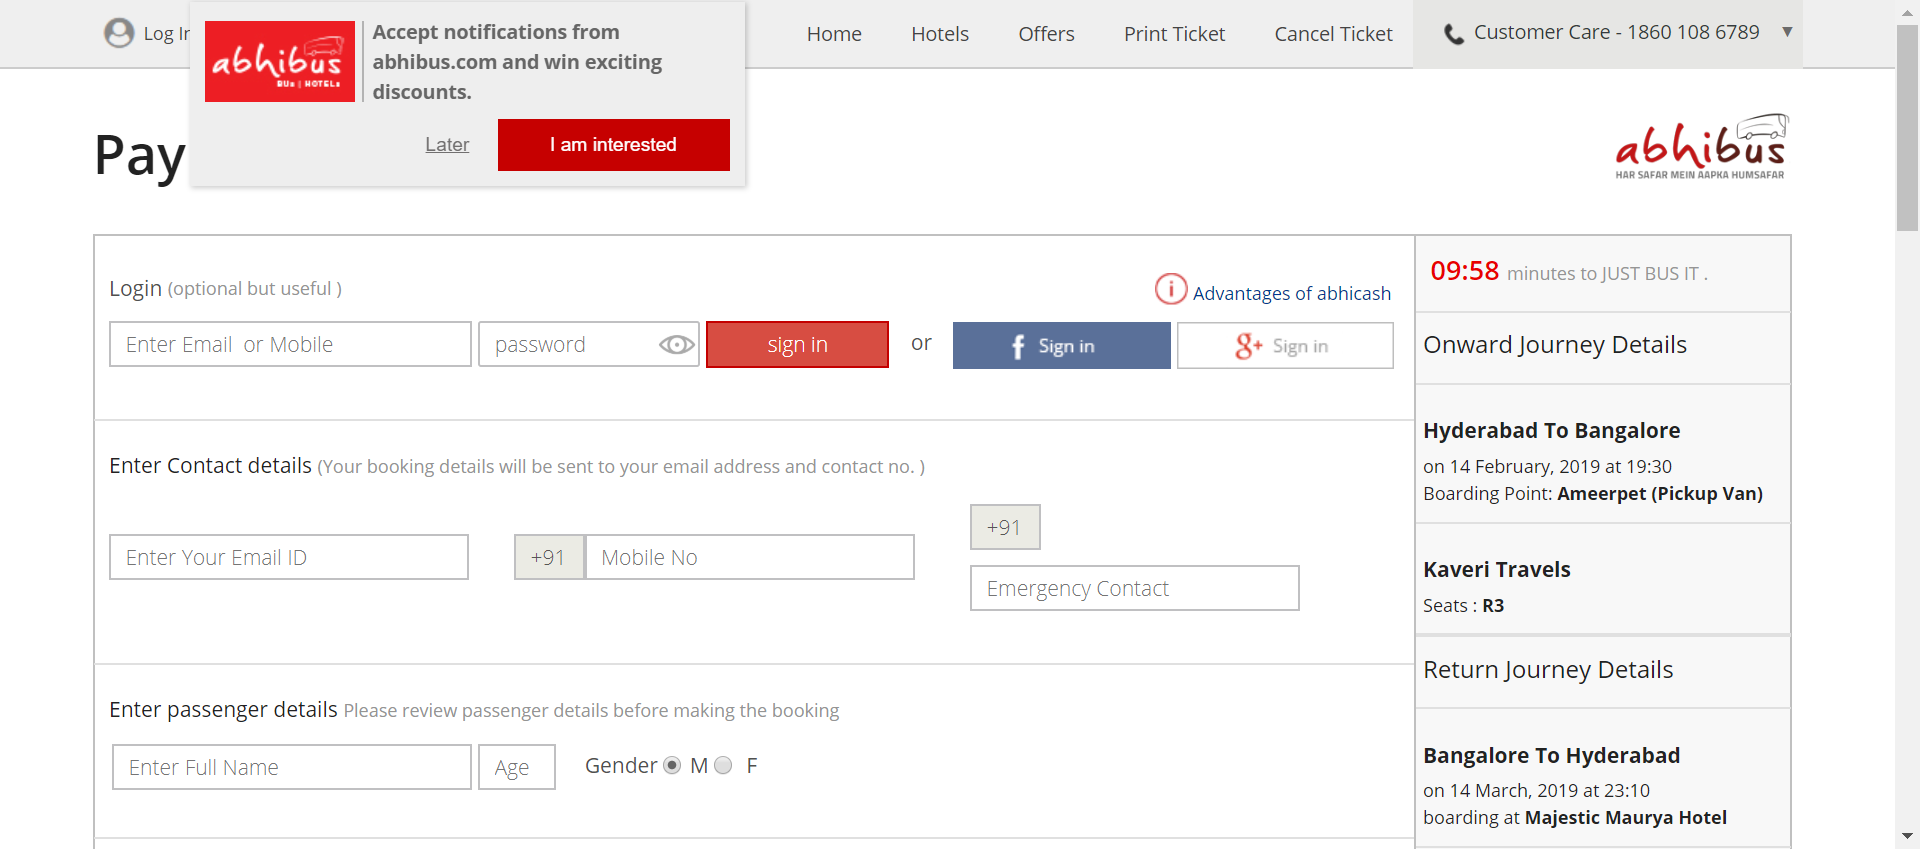 Log In
Home
Hotels
Offers
Print Ticket
Cancel Ticket
Customer Care - 1860 108 6789 ▼
abhibus
BUs | HOTELs
Accept notifications from
abhibus.com and win exciting
discounts.
Later
I am interested
Pay
abhibus
HAR SAFAR MEIN AAPKA HUMSAFAR
Login (optional but useful )
Advantages of abhicash
Enter Email or Mobile
password
sign in
or
f Sign in
g+ Sign in
Enter Contact details (Your booking details will be sent to your email address and contact no. )
Enter Your Email ID
+91
Mobile No
+91
Emergency Contact
Enter passenger details Please review passenger details before making the booking
Enter Full Name
Age
Gender M F
09:58 minutes to JUST BUS IT .
Onward Journey Details
Hyderabad To Bangalore
on 14 February, 2019 at 19:30
Boarding Point: Ameerpet (Pickup Van)
Kaveri Travels
Seats : R3
Return Journey Details
Bangalore To Hyderabad
on 14 March, 2019 at 23:10
boarding at Majestic Maurya Hotel